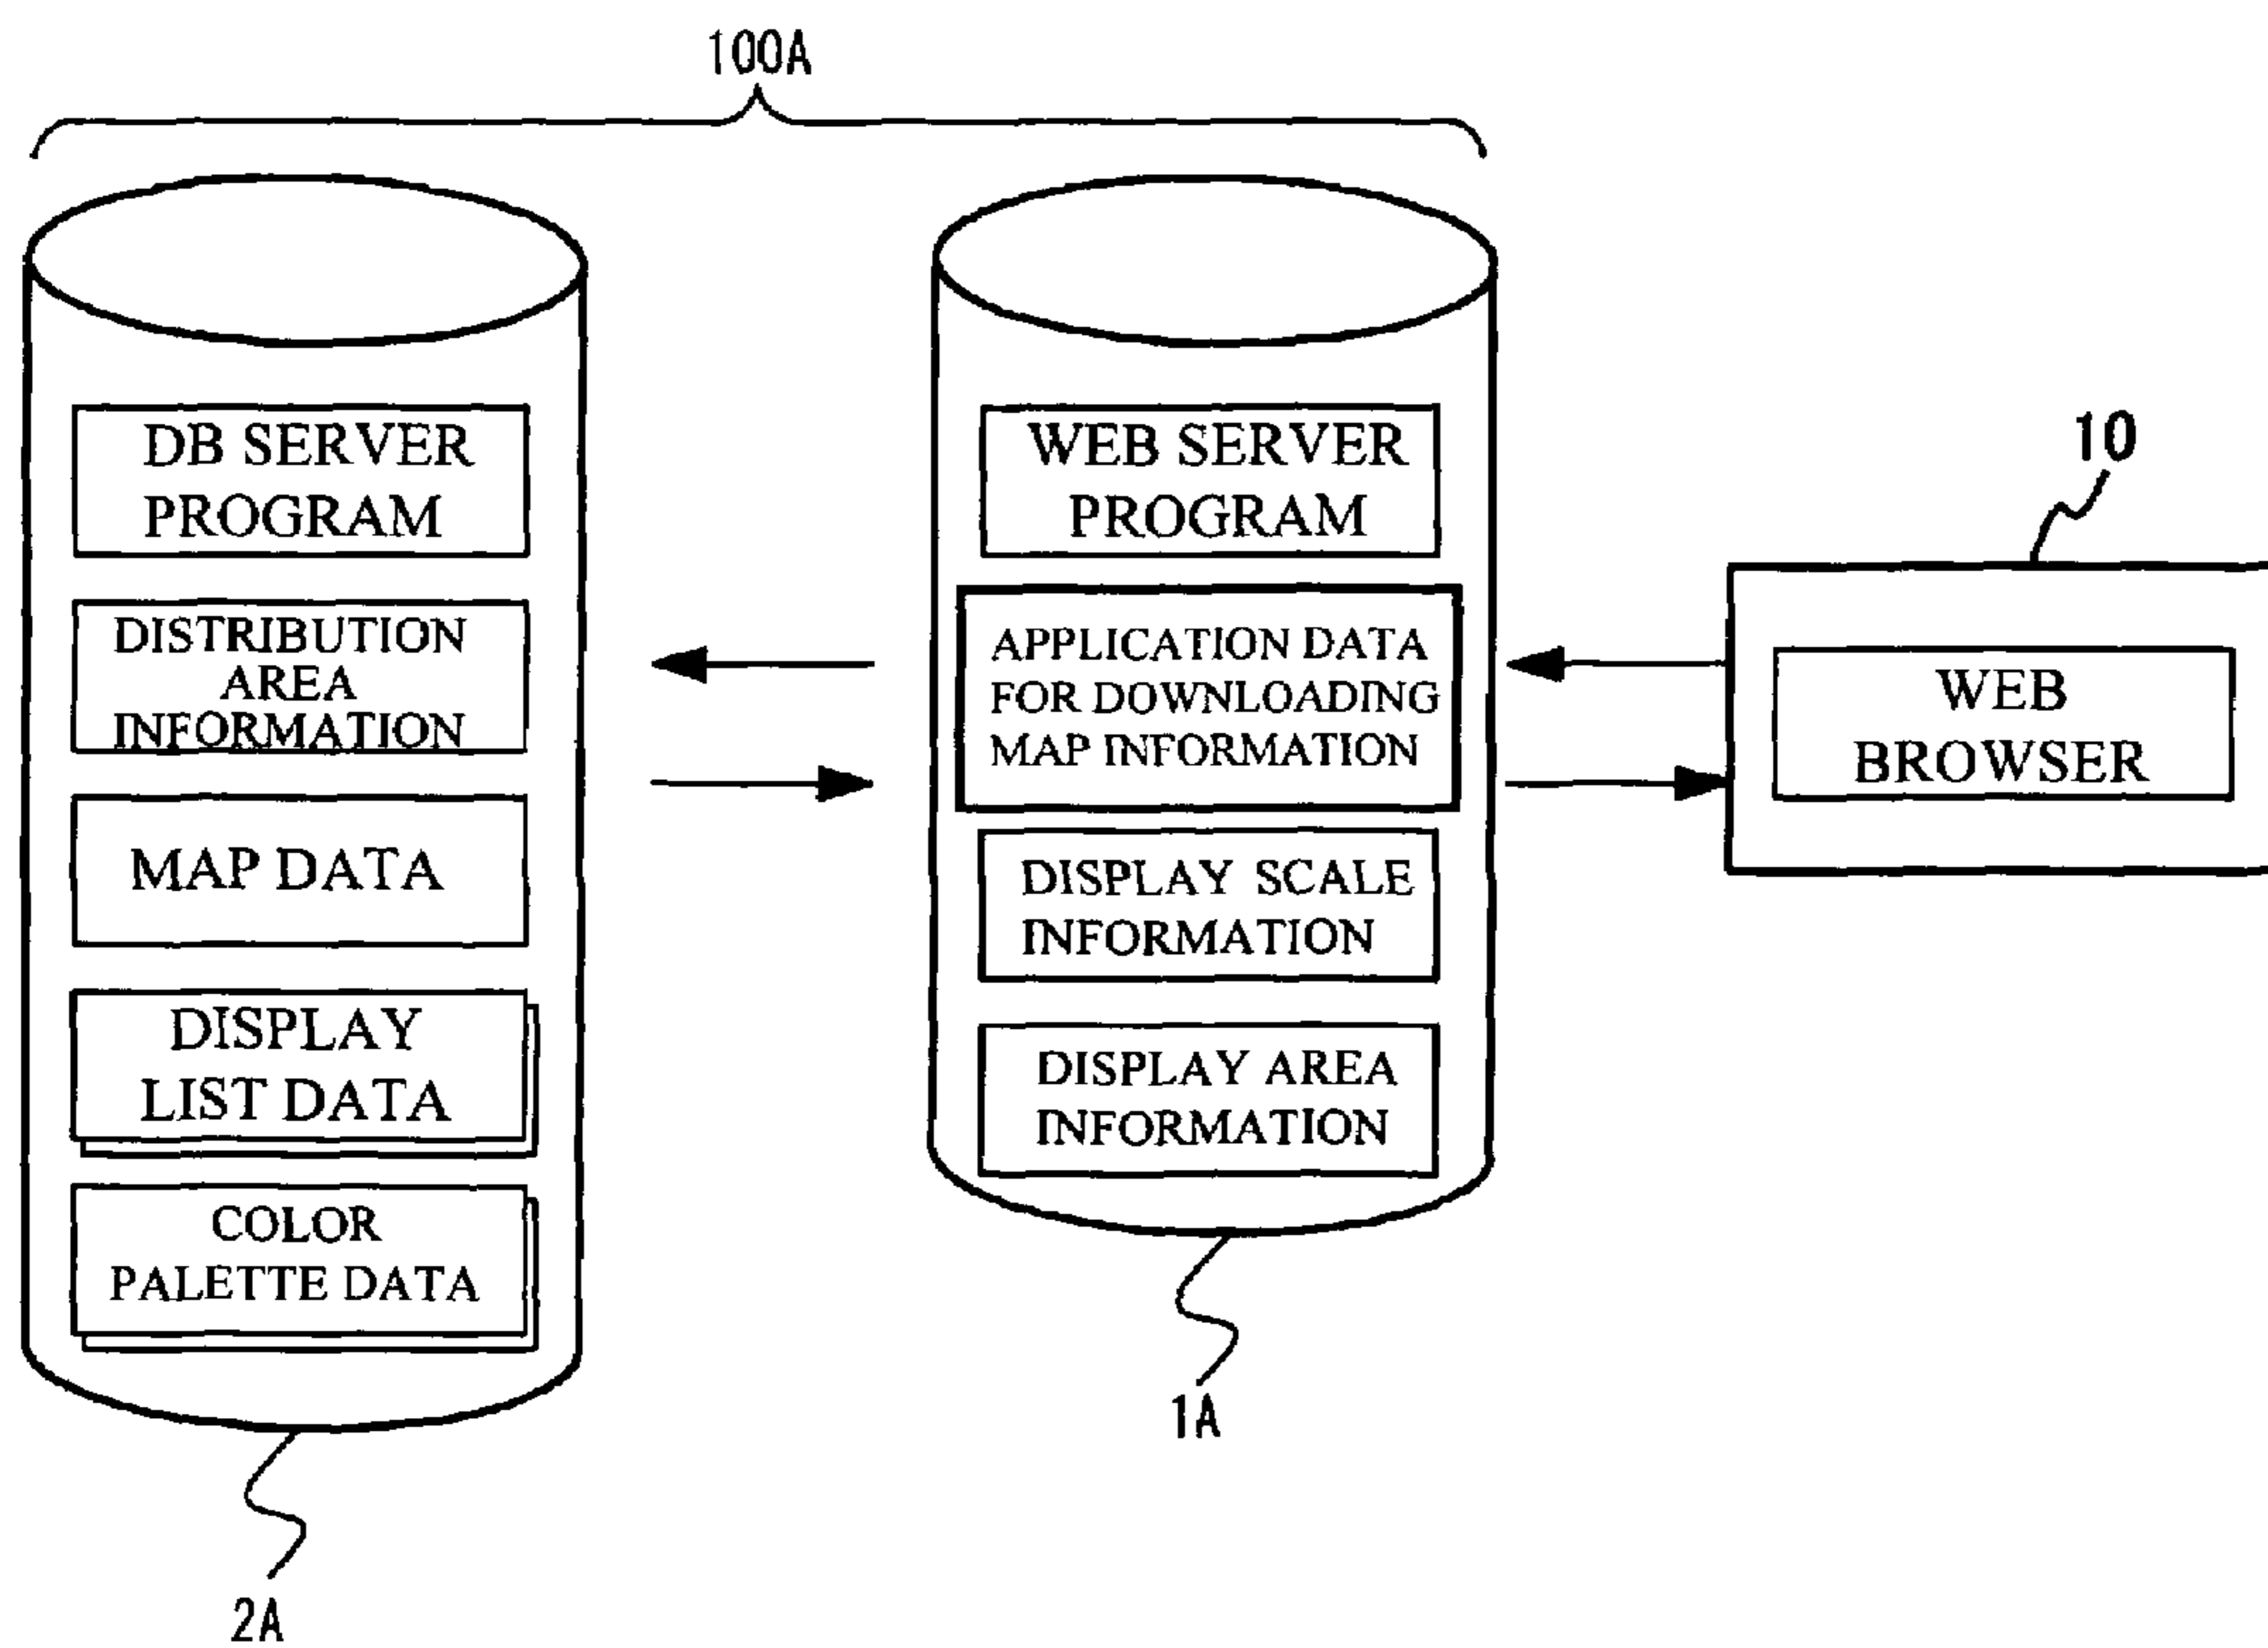 100A
DB SERVER
PROGRAM
DISTRIBUTION
AREA
INFORMATION
MAP DATA
DISPLAY
LIST DATA
COLOR
PALETTE DATA
2A
WEB SERVER
PROGRAM
APPLICATION DATA
FOR DOWNLOADING
MAP INFORMATION
DISPLAY SCALE
INFORMATION
DISPLAY AREA
INFORMATION
1A
10
WEB
BROWSER